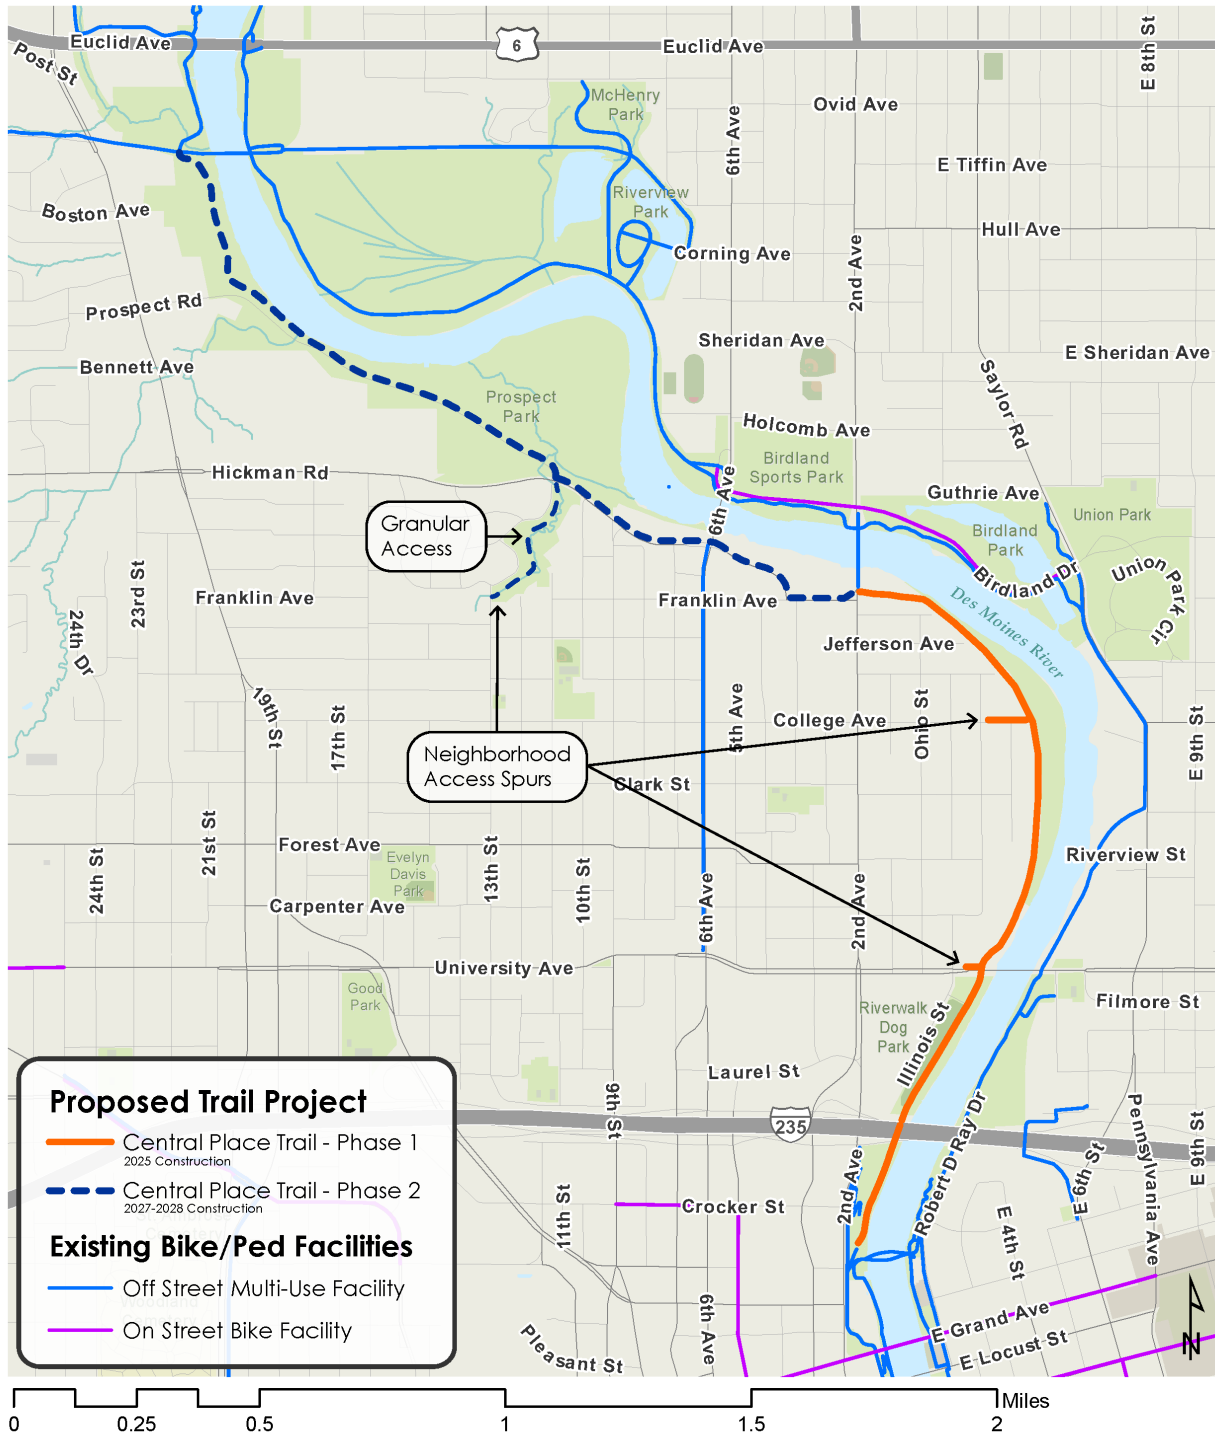 Euclid Ave
6
Euclid Ave
Post St
E 8th St
McHenry
Park
Ovid Ave
6th Ave
E Tiffin Ave
Riverview
Park
Boston Ave
Hull Ave
Corning Ave
2nd Ave
Prospect Rd
Sheridan Ave
E Sheridan Ave
Bennett Ave
Saylor Rd
Prospect
Park
Holcomb Ave
Birdland
Sports Park
Hickman Rd
6th Ave
Guthrie Ave
Union Park
Granular
Access
Birdland
Park
Birdland Dr
Union Park Cir
23rd St
Franklin Ave
Franklin Ave
Des Moines River
24th Dr
Jefferson Ave
19th St
17th St
5th Ave
College Ave
Ohio St
E 9th St
Neighborhood
Access Spurs
Clark St
21st St
Forest Ave
Riverview St
24th St
Evelyn
Davis
Park
13th St
10th St
6th Ave
2nd Ave
Carpenter Ave
University Ave
Good
Park
Filmore St
Riverwalk
Dog
Park
Illinois St
Laurel St
9th St
235
Robert D Ray Dr
Pennsylvania Ave
E 9th St
E 6th St
2nd Ave
11th St
Crocker St
E 4th St
6th Ave
Pleasant St
E Grand Ave
E Locust St
N
Proposed Trail Project
Central Place Trail - Phase 1
2025 Construction
Central Place Trail - Phase 2
2027-2028 Construction
Existing Bike/Ped Facilities
Off Street Multi-Use Facility
On Street Bike Facility
Miles
0 0.25 0.5 1 1.5 2